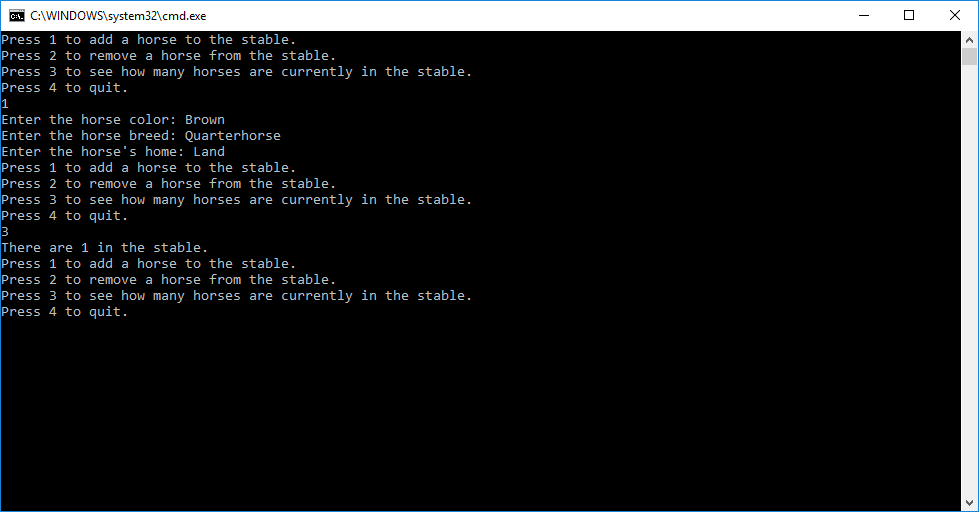 C:\WINDOWS\system32\cmd.exe
Press 1 to add a horse to the stable.
Press 2 to remove a horse from the stable.
Press 3 to see how many horses are currently in the stable.
Press 4 to quit.
1
Enter the horse color: Brown
Enter the horse breed: Quarterhorse
Enter the horse's home: Land
Press 1 to add a horse to the stable.
Press 2 to remove a horse from the stable.
Press 3 to see how many horses are currently in the stable.
Press 4 to quit.
3
There are 1 in the stable.
Press 1 to add a horse to the stable.
Press 2 to remove a horse from the stable.
Press 3 to see how many horses are currently in the stable.
Press 4 to quit.